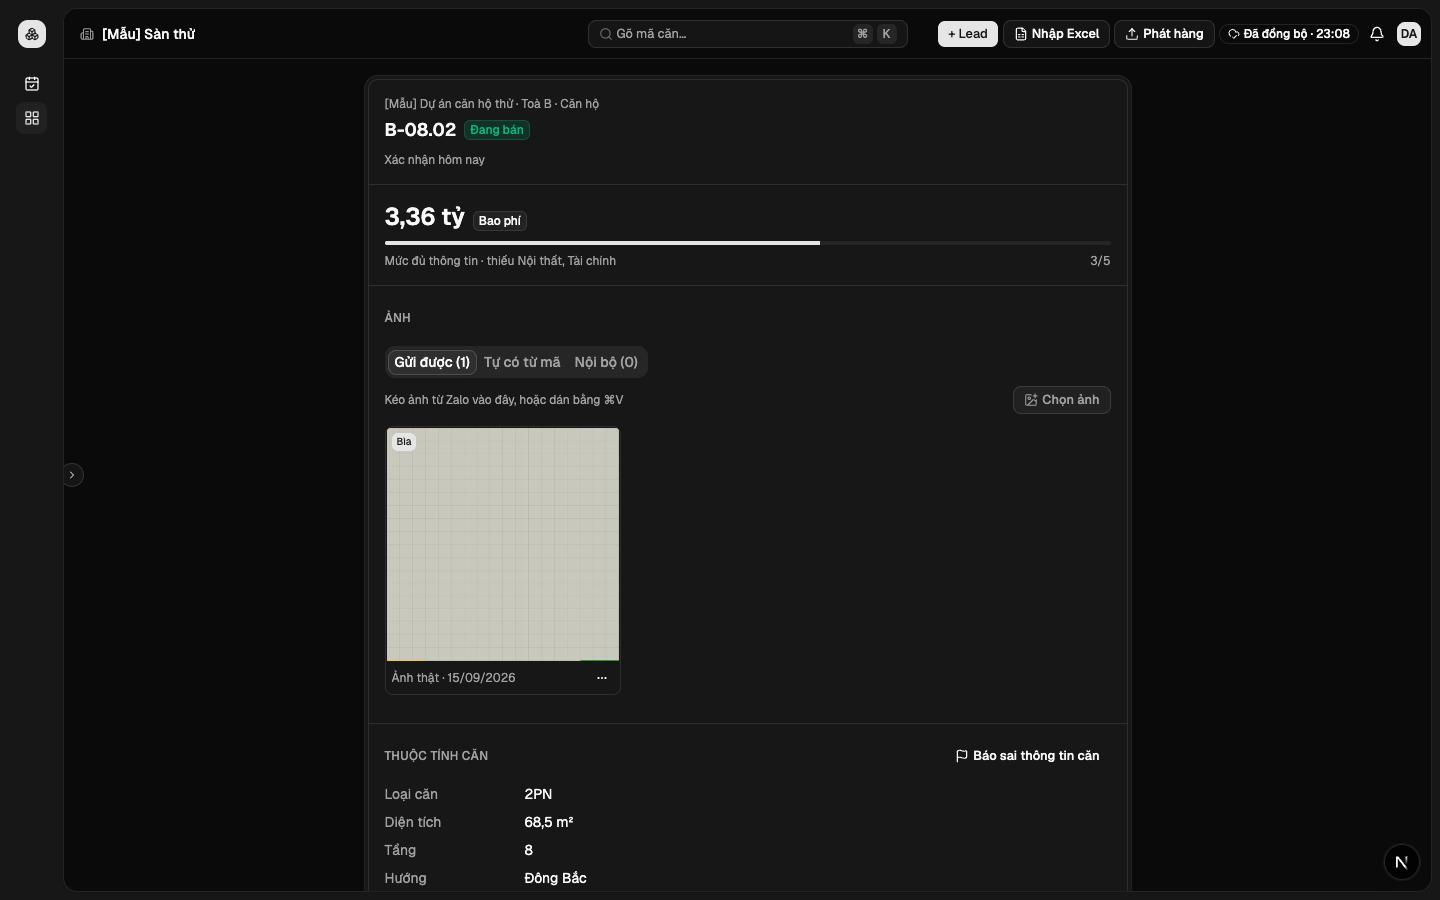 [Mẫu] Sàn thử
Gõ mã căn...
⌘ K
+ Lead
Nhập Excel
Phát hàng
Đã đồng bộ · 23:08
DA
[Mẫu] Dự án căn hộ thử · Toà B · Căn hộ
B-08.02 Đang bán
Xác nhận hôm nay
3,36 tỷ Bao phí
Mức đủ thông tin · thiếu Nội thất, Tài chính 3/5
ẢNH
Gửi được (1) Tự có từ mã Nội bộ (0)
Kéo ảnh từ Zalo vào đây, hoặc dán bằng ⌘V
Chọn ảnh
Bìa
Ảnh thật · 15/09/2026
THUỘC TÍNH CĂN
Báo sai thông tin căn
Loại căn 2PN
Diện tích 68,5 m²
Tầng 8
Hướng Đông Bắc
N